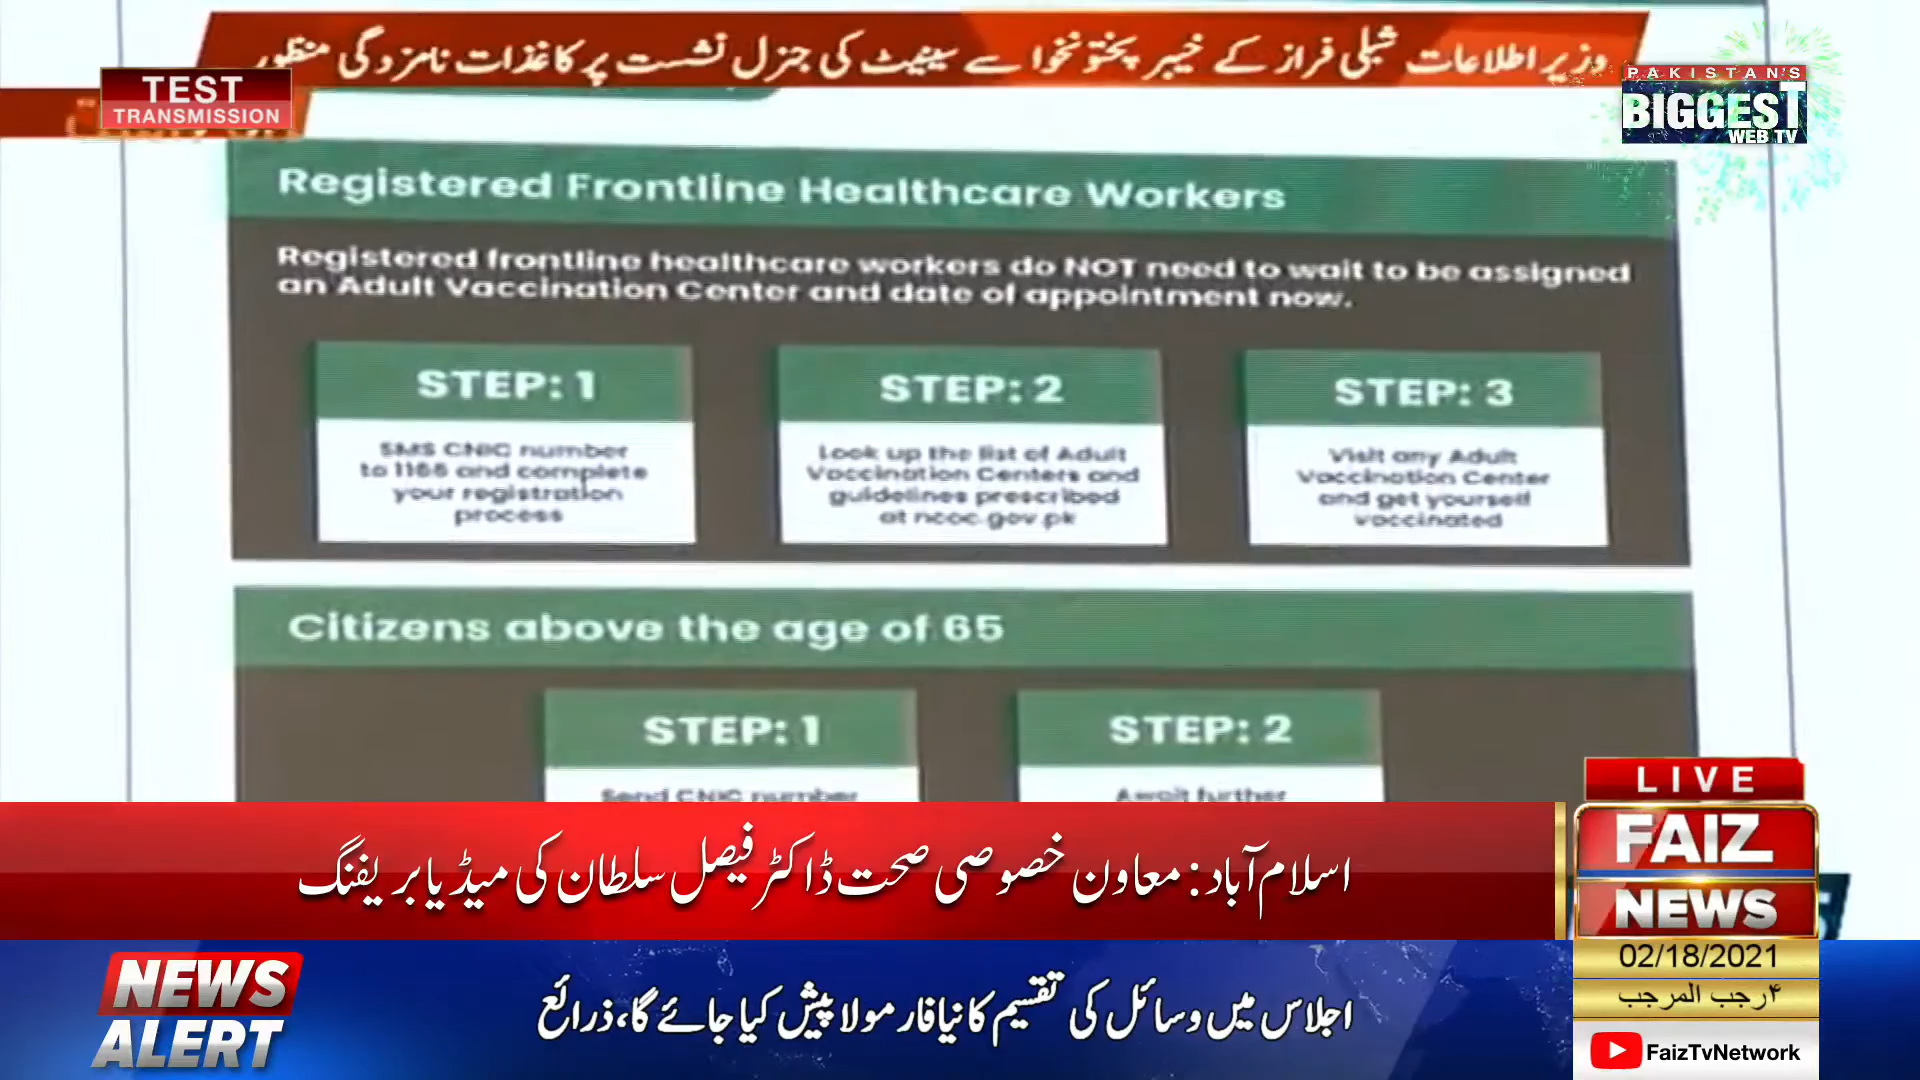 وزیر اطلاعات شبلی فراز کے خیبر پختونخوا سے سینیٹ کی جنرل نشست پر کاغذات نامزدگی منظور
TEST
TRANSMISSION
PAKISTAN'S
BIGGEST
WEB TV
Registered Frontline Healthcare Workers
Registered frontline healthcare workers do NOT need to wait to be assigned
an Adult Vaccination Center and date of appointment now.
STEP: 1
SMS CNIC number
to 1166 and complete
your registration
process
STEP: 2
Look up the list of Adult
Vaccination Centers and
guidelines prescribed
at ncoc.gov.pk
STEP: 3
Visit any Adult
Vaccination Center
and get yourself
vaccinated
Citizens above the age of 65
STEP: 1
Send CNIC number
STEP: 2
Await further
اسلام آباد: معاون خصوصی صحت ڈاکٹر فیصل سلطان کی میڈیا بریفنگ
LIVE
FAIZ
NEWS
02/18/2021
۴رجب المرجب
FaizTvNetwork
NEWS
ALERT
اجلاس میں وسائل کی تقسیم کا نیا فارمولا پیش کیا جائے گا، ذرائع